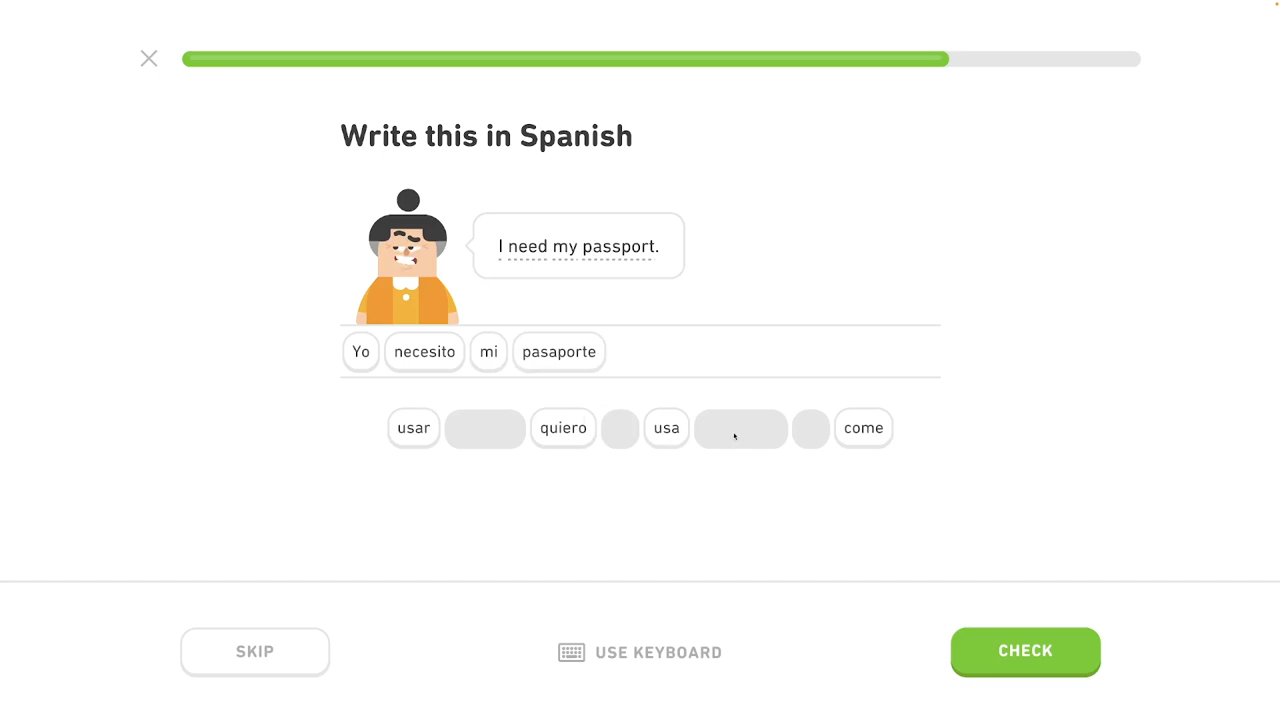 Write this in Spanish
I need my passport.
Yo necesito mi pasaporte
usar quiero usa come
SKIP USE KEYBOARD CHECK